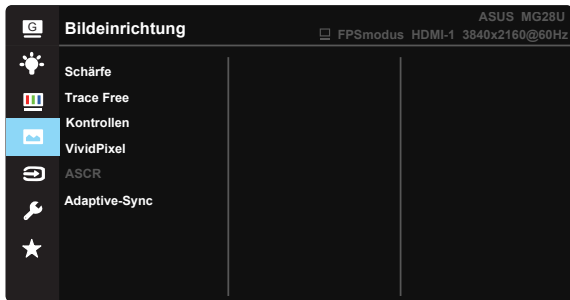 G
Bildeinrichtung
ASUS MG28U
FPSmodus HDMI-1 3840x2160@60Hz
Schärfe
Trace Free
Kontrollen
VividPixel
ASCR
Adaptive-Sync